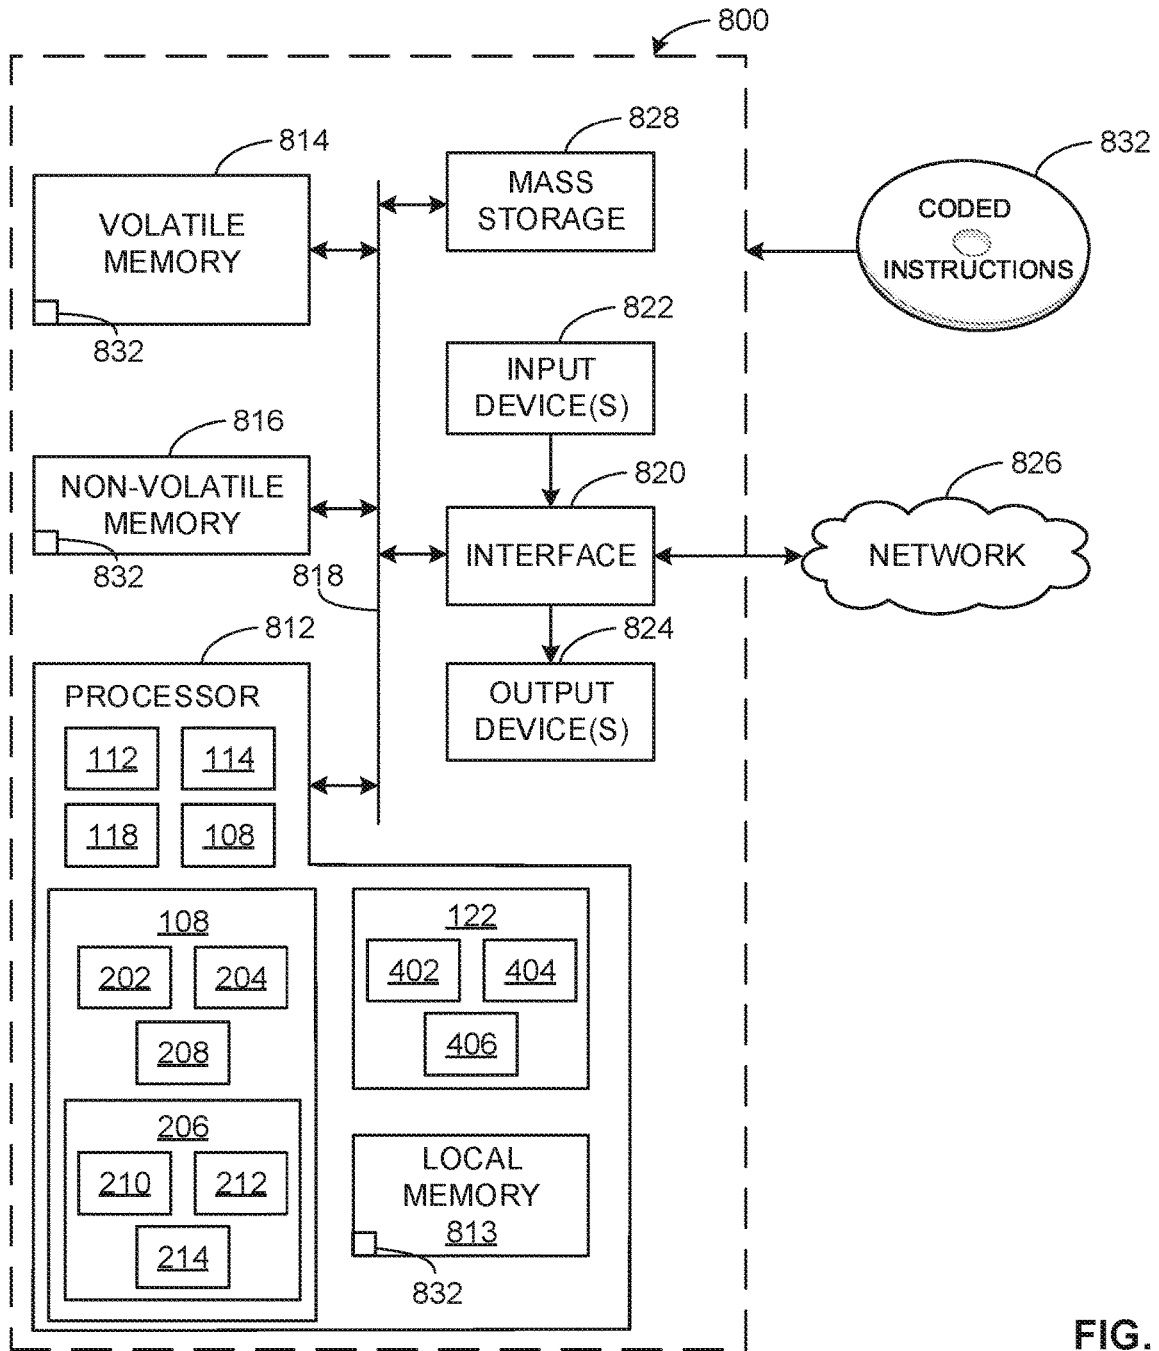 800
828
814
832
MASS
STORAGE
VOLATILE
MEMORY
CODED
INSTRUCTIONS
832
822
INPUT
DEVICE(S)
816
820
826
NON-VOLATILE
MEMORY
832
818
INTERFACE
NETWORK
812
824
PROCESSOR
OUTPUT
DEVICE(S)
112 114
118 108
108
202 204
208
206
210 212
214
122
402 404
406
LOCAL
MEMORY
813
832
FIG.